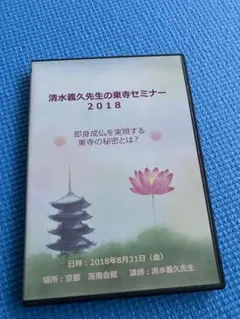 清水義久先生の東寺セミナー
2018
即身成仏を実現する
東寺の秘密とは?
日時：2018年8月31日（金）
場所：京都 洛南会館 講師：清水義久先生